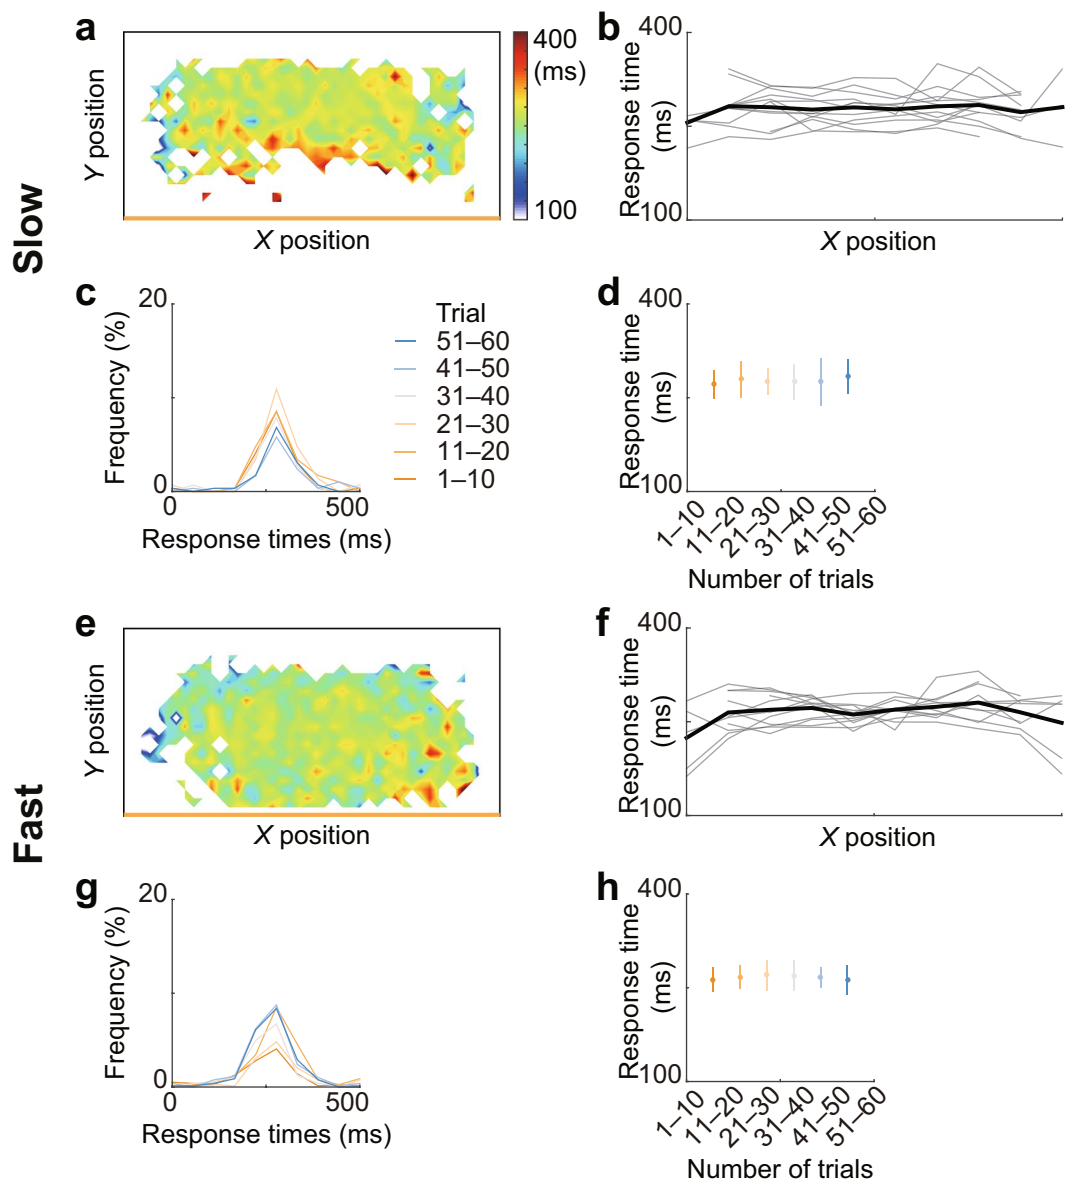 Slow
a
Y position
X position
400
(ms)
100
b
Response time
(ms)
400
100
X position
c
Frequency (%)
20
0
0
500
Response times (ms)
Trial
51–60
41–50
31–40
21–30
11–20
1–10
d
Response time
(ms)
400
100
1–10
11–20
21–30
31–40
41–50
51–60
Number of trials
Fast
e
Y position
X position
f
Response time
(ms)
400
100
X position
g
Frequency (%)
20
0
0
500
Response times (ms)
h
Response time
(ms)
400
100
1–10
11–20
21–30
31–40
41–50
51–60
Number of trials